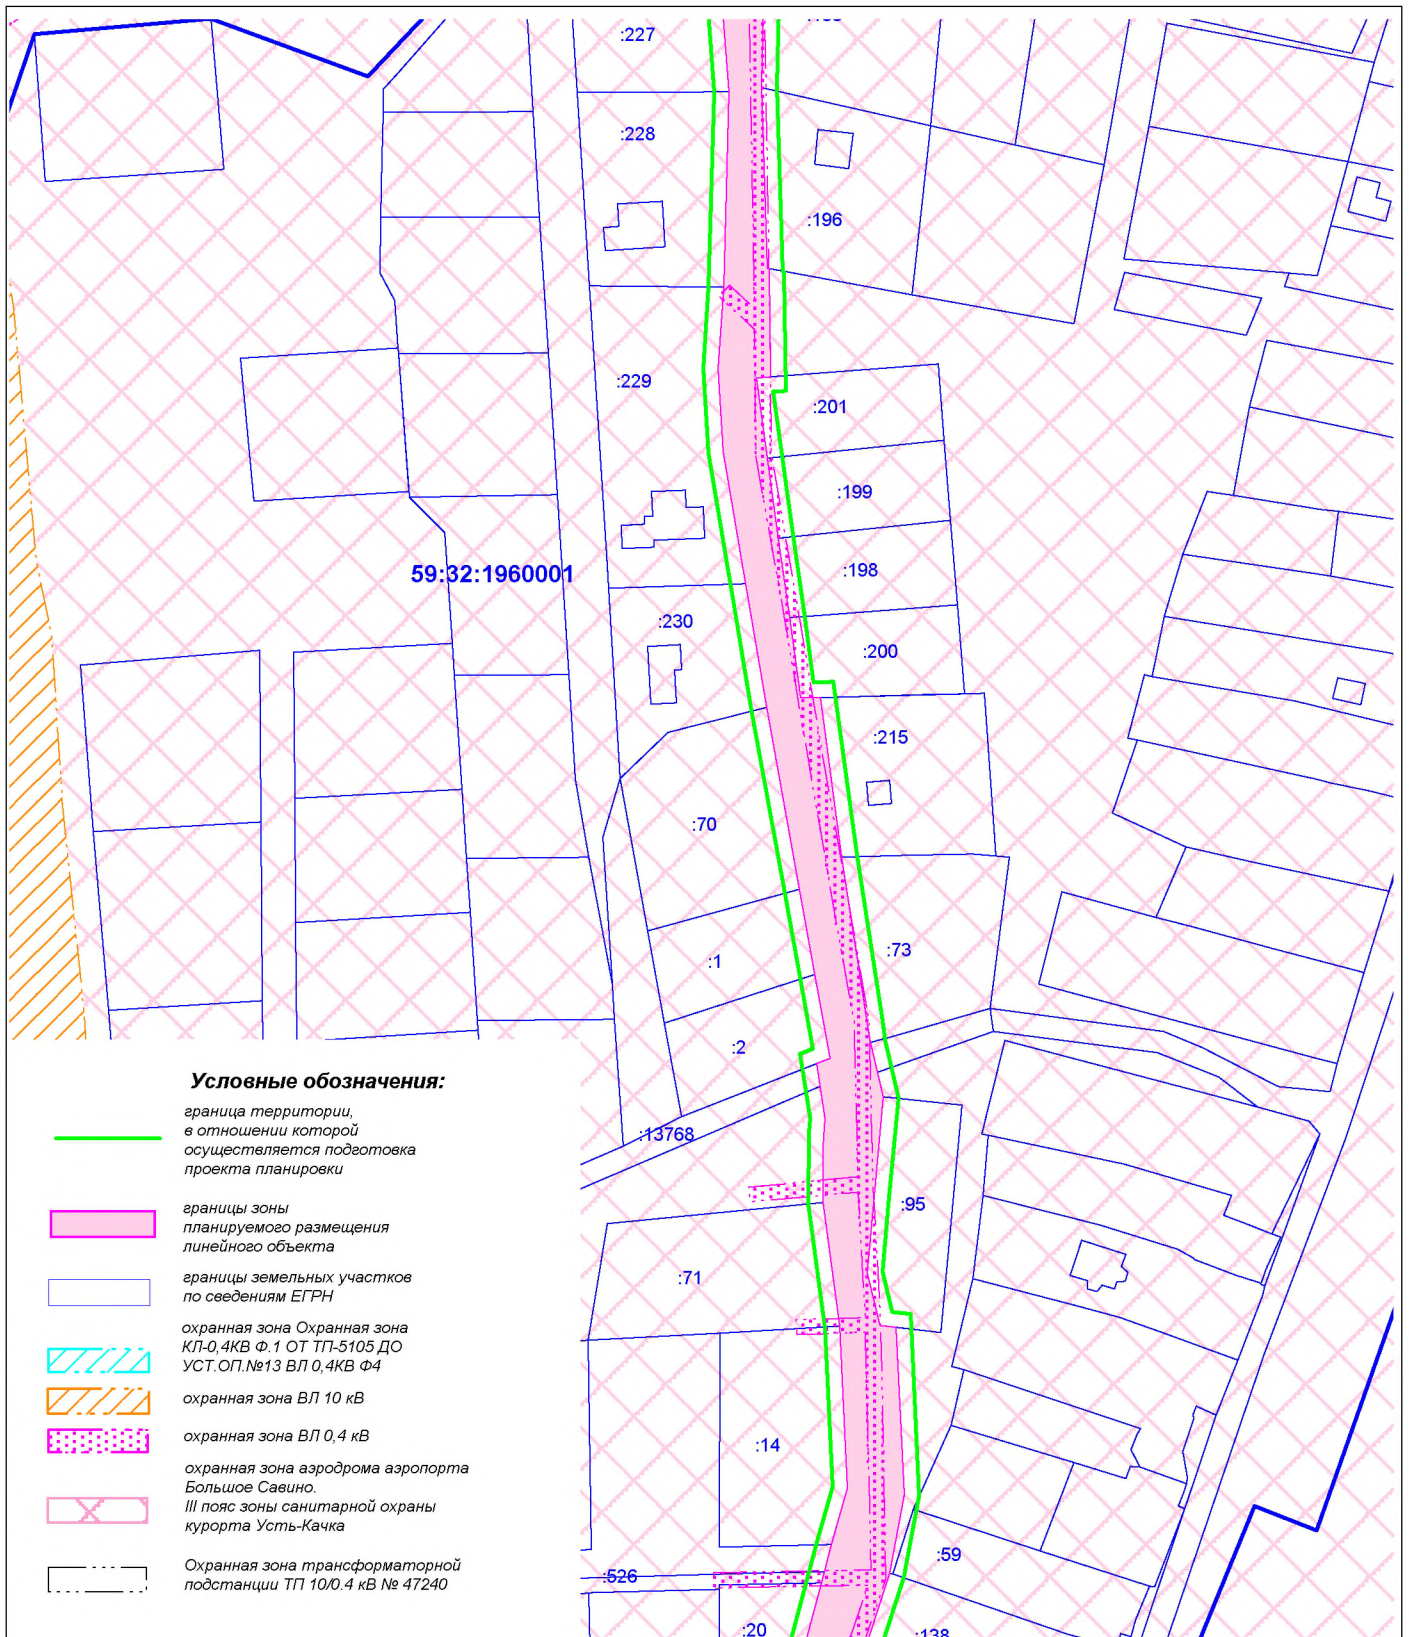 :227
:228
:196
:229
:201
:199
59:32:1960001
:198
:230
:200
:215
:70
:73
:1
:2
:13768
:95
:71
:14
:59
:526
:20
:138
Условные обозначения:
граница территории,
в отношении которой
осуществляется подготовка
проекта планировки
границы зоны
планируемого размещения
линейного объекта
границы земельных участков
по сведениям ЕГРН
охранная зона Охранная зона
КЛ-0,4КВ Ф.1 ОТ ТП-5105 ДО
УСТ.ОП.№13 ВЛ 0,4КВ Ф4
охранная зона ВЛ 10 кВ
охранная зона ВЛ 0,4 кВ
охранная зона аэродрома аэропорта
Большое Савино.
III пояс зоны санитарной охраны
курорта Усть-Качка
Охранная зона трансформаторной
подстанции ТП 10/0.4 кВ № 47240